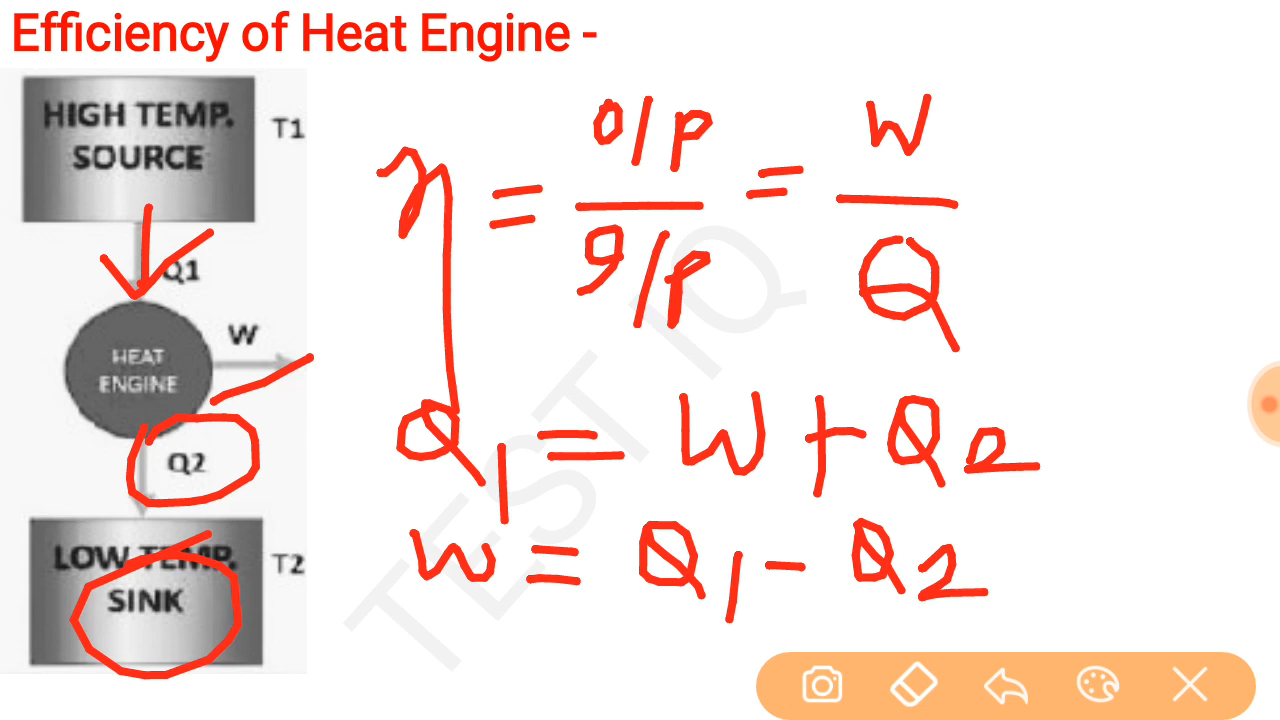 Efficiency of Heat Engine -
HIGH TEMP.
SOURCE
T1
Q1
HEAT
ENGINE
W
Q2
LOW TEMP.
SINK
T2
η = o/p / I/p = W / Q
Q1 = W + Q2
W = Q1 - Q2
TEST IQ